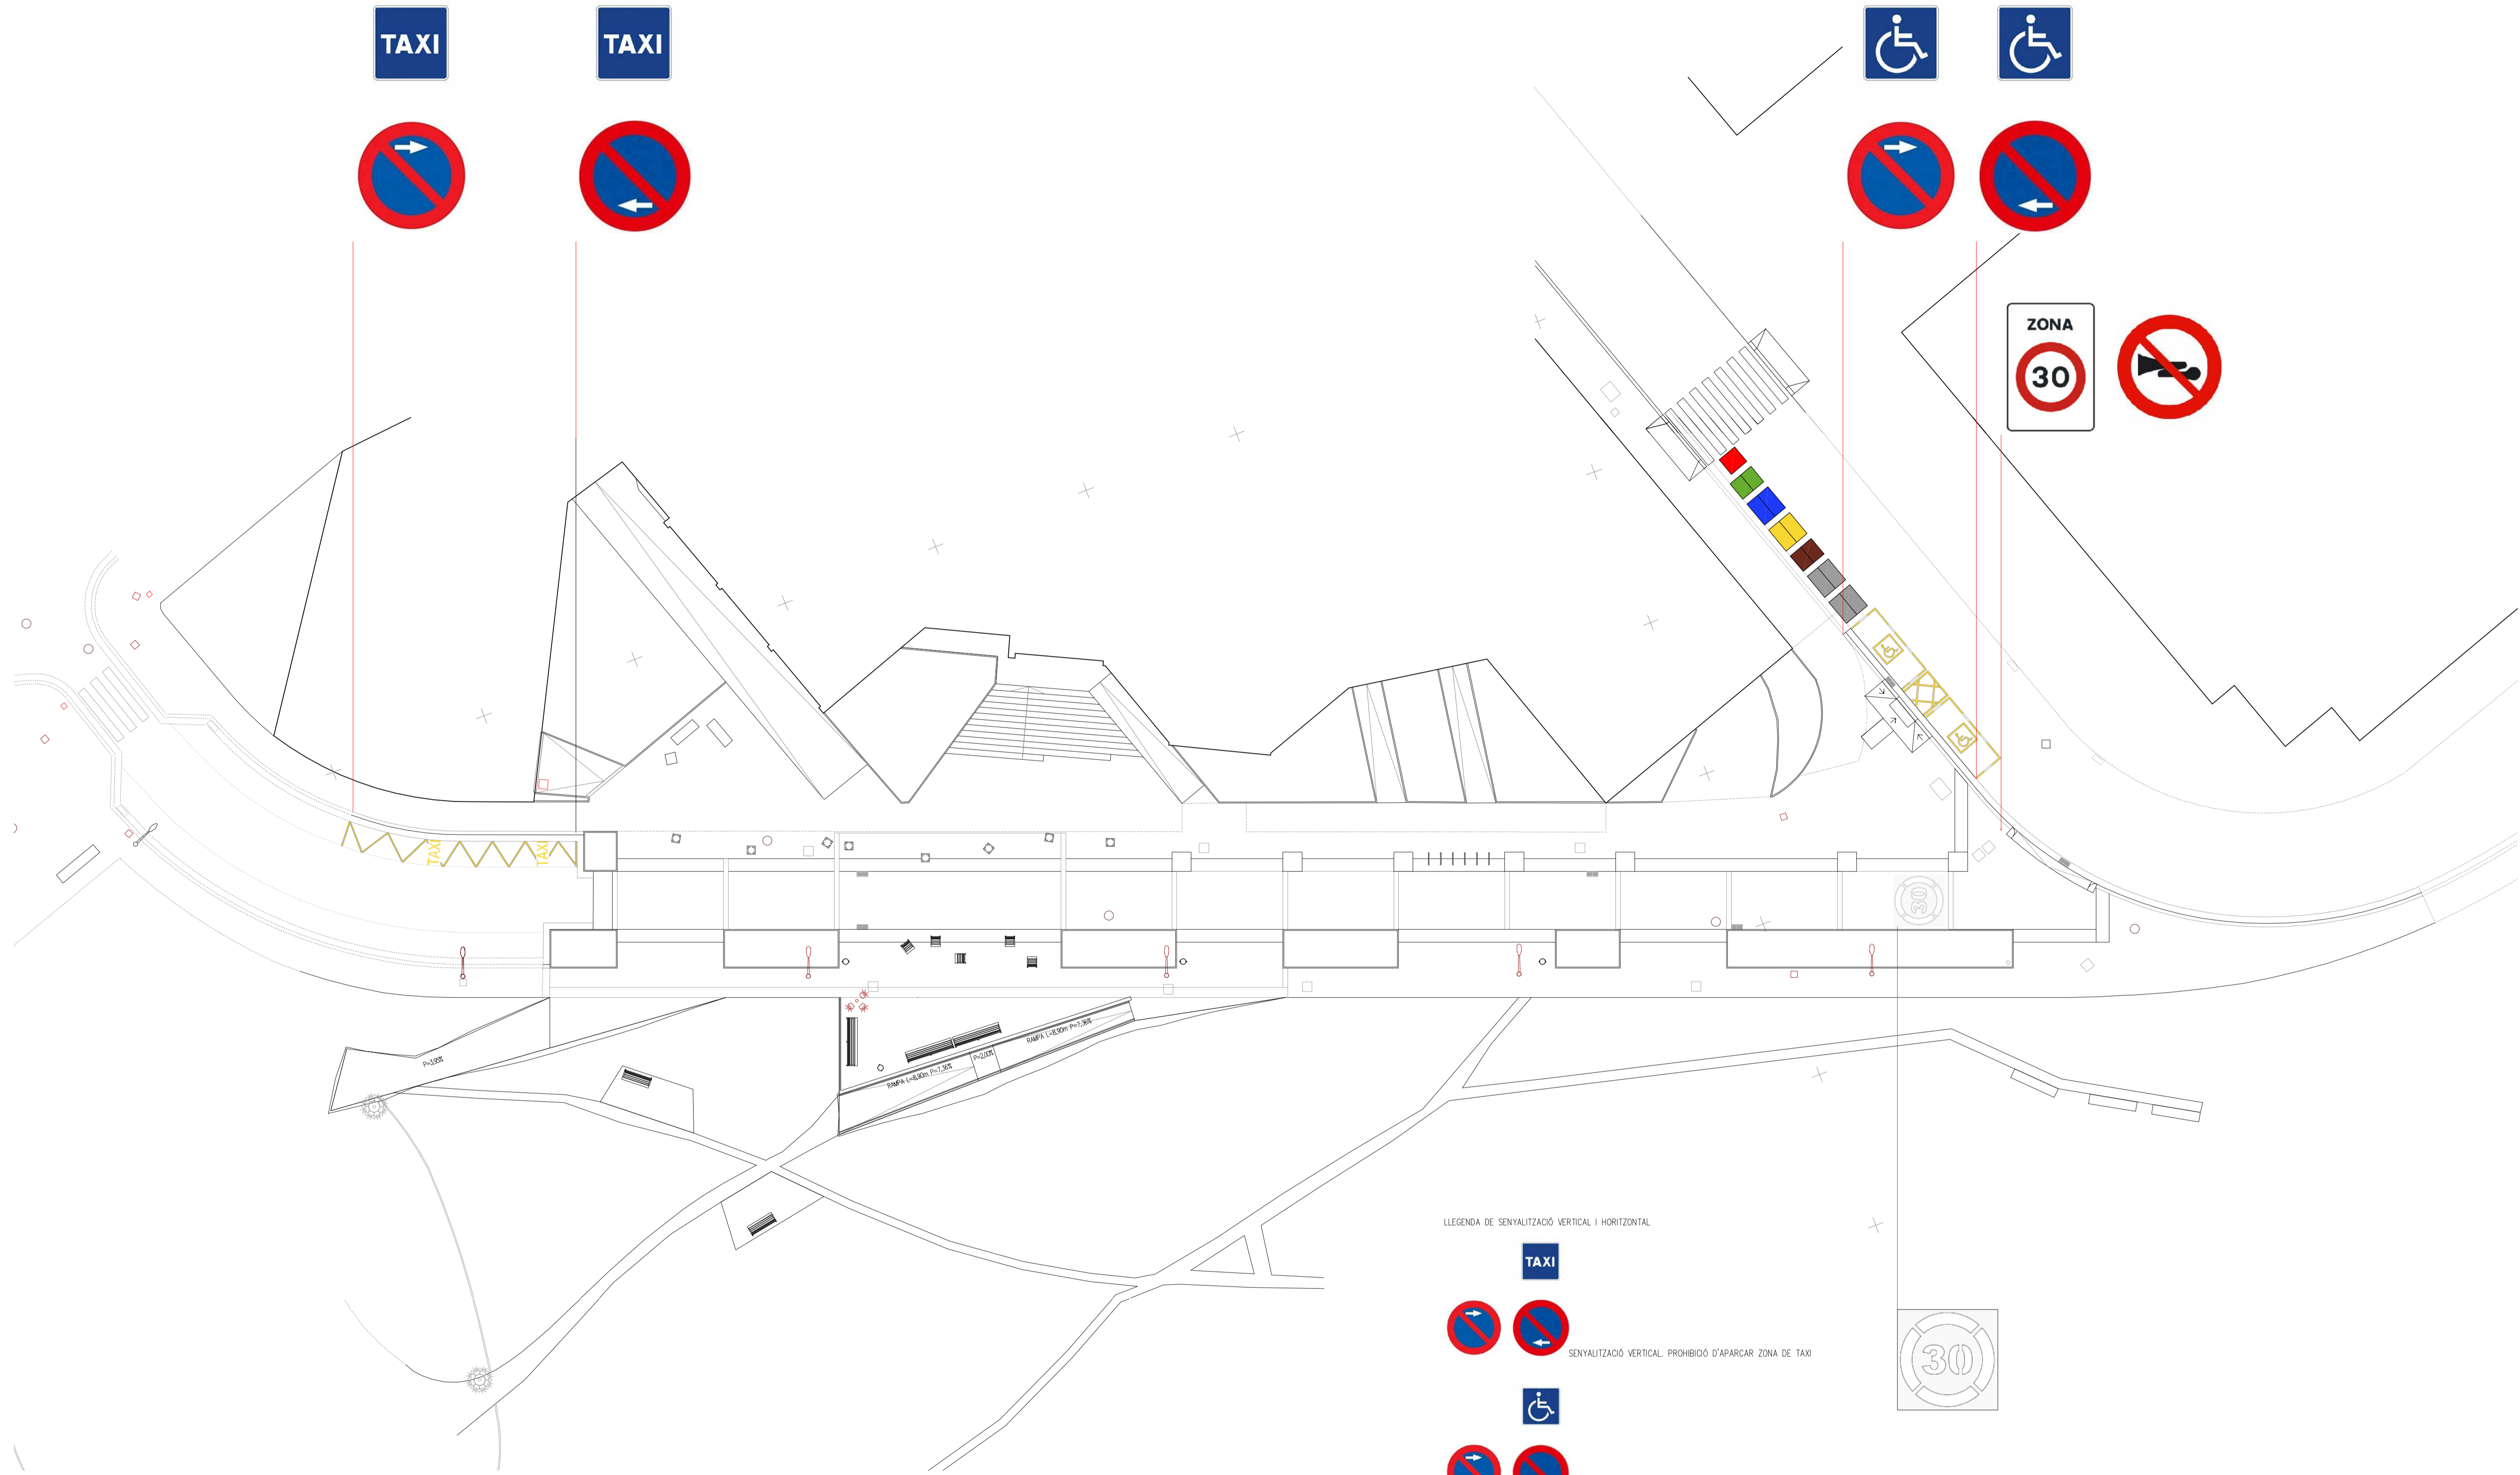 TAXI
TAXI
ZONA
30
TAXI
TAXI
30
P=1,95%
RAMPA L=8,90m P=7,36%
P=2,00%
RAMPA L=8,90m P=7,36%
LLEGENDA DE SENYALITZACIÓ VERTICAL I HORITZONTAL
TAXI
SENYALITZACIÓ VERTICAL. PROHIBICIÓ D'APARCAR ZONA DE TAXI
30